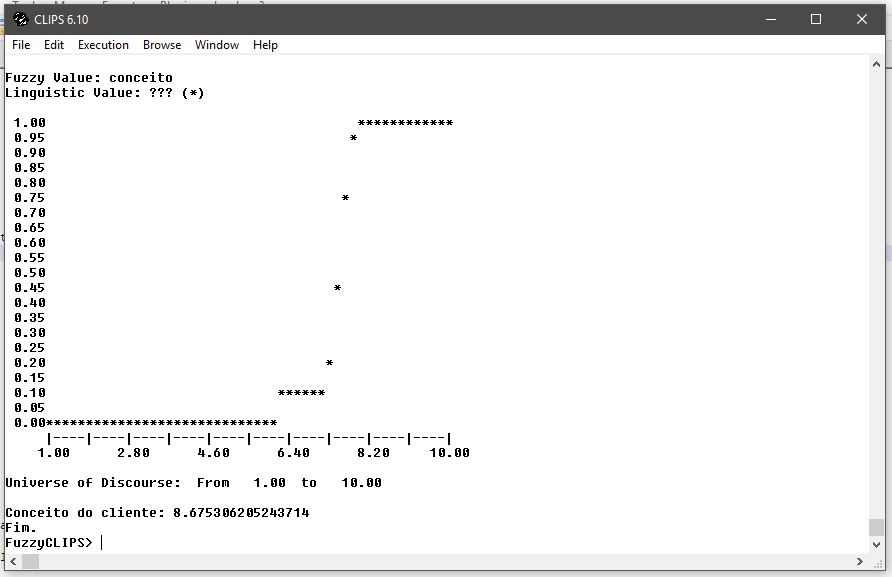 CLIPS 6.10
File Edit Execution Browse Window Help
Fuzzy Value: conceito
Linguistic Value: ??? (*)
1.00 ************
0.95 *
0.90
0.85
0.80
0.75 *
0.70
0.65
0.60
0.55
0.50
0.45 *
0.40
0.35
0.30
0.25
0.20 *
0.15
0.10 ******
0.05
0.00*****************************
|----|----|----|----|----|----|----|----|----|----|
1.00 2.80 4.60 6.40 8.20 10.00
Universe of Discourse: From 1.00 to 10.00
Conceito do cliente: 8.675306205243714
Fim.
FuzzyCLIPS>